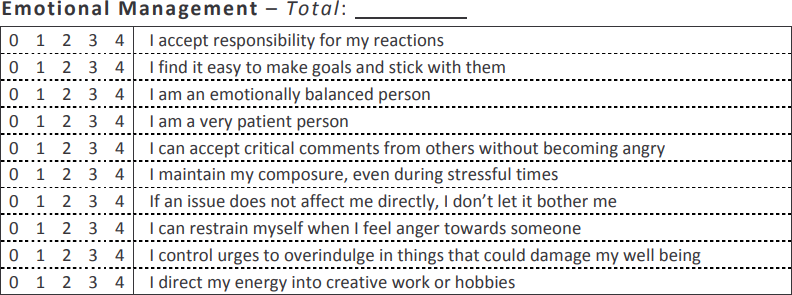 Emotional Management – Total: ___________
0 1 2 3 4 I accept responsibility for my reactions
0 1 2 3 4 I find it easy to make goals and stick with them
0 1 2 3 4 I am an emotionally balanced person
0 1 2 3 4 I am a very patient person
0 1 2 3 4 I can accept critical comments from others without becoming angry
0 1 2 3 4 I maintain my composure, even during stressful times
0 1 2 3 4 If an issue does not affect me directly, I don’t let it bother me
0 1 2 3 4 I can restrain myself when I feel anger towards someone
0 1 2 3 4 I control urges to overindulge in things that could damage my well being
0 1 2 3 4 I direct my energy into creative work or hobbies